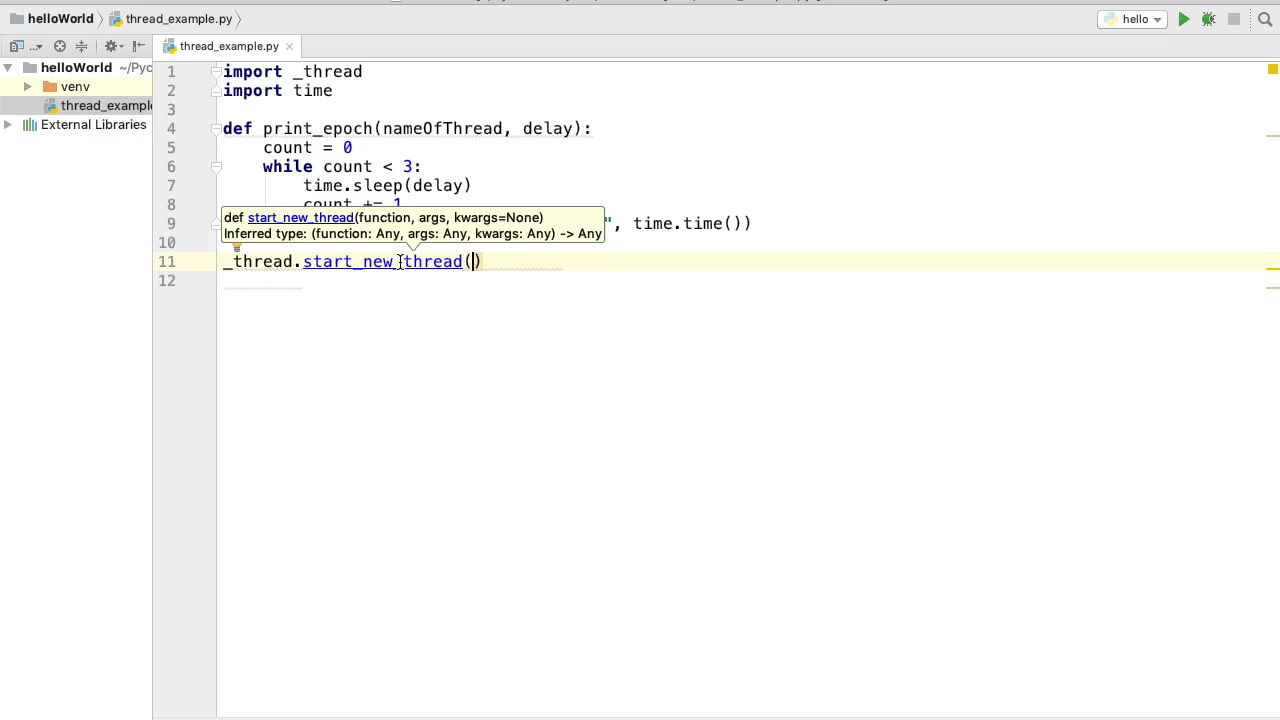 helloWorld thread_example.py hello
thread_example.py
helloWorld ~/Pyc
venv
thread_example
External Libraries
1 import _thread
2 import time
3
4 def print_epoch(nameOfThread, delay):
5 count = 0
6 while count < 3:
7 time.sleep(delay)
8 count += 1
def start_new_thread(function, args, kwargs=None)
9 ", time.time())
Inferred type: (function: Any, args: Any, kwargs: Any) -> Any
10
11 _thread.start_new_thread()
12